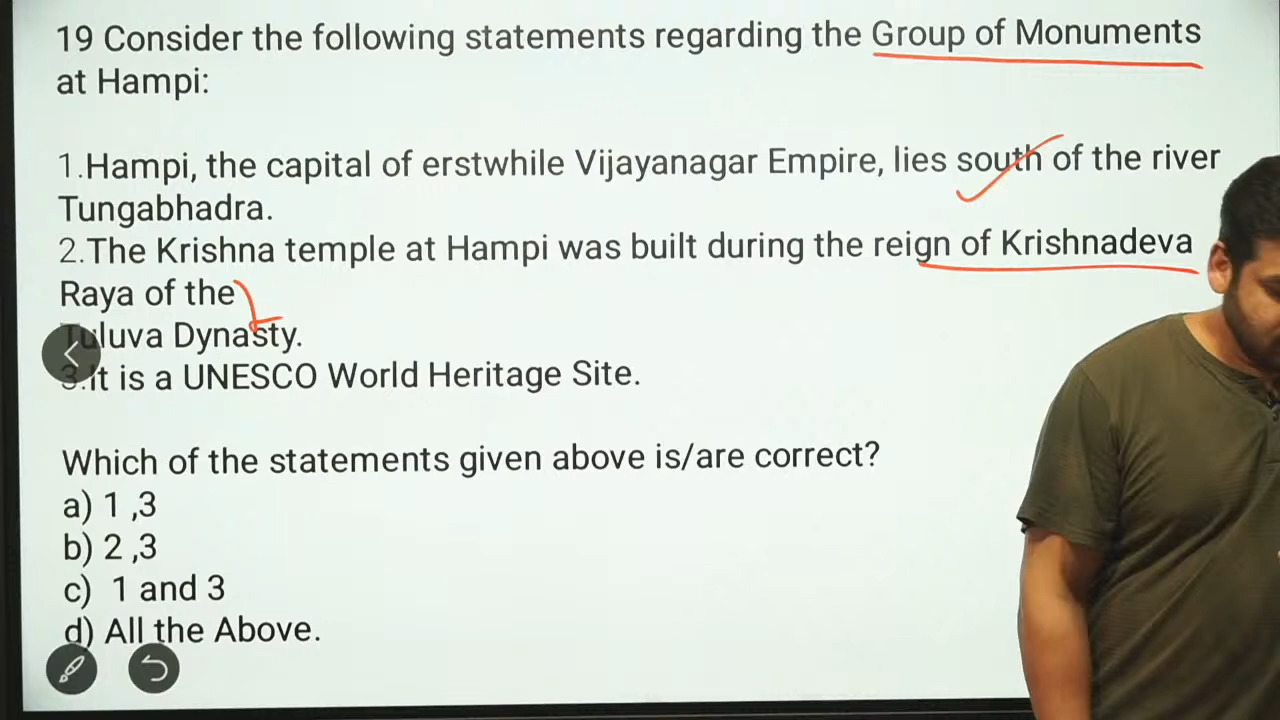 19 Consider the following statements regarding the Group of Monuments
at Hampi:
1.Hampi, the capital of erstwhile Vijayanagar Empire, lies south of the river
Tungabhadra.
2.The Krishna temple at Hampi was built during the reign of Krishnadeva
Raya of the
Tuluva Dynasty.
3.It is a UNESCO World Heritage Site.
Which of the statements given above is/are correct?
a) 1 ,3
b) 2 ,3
c) 1 and 3
d) All the Above.